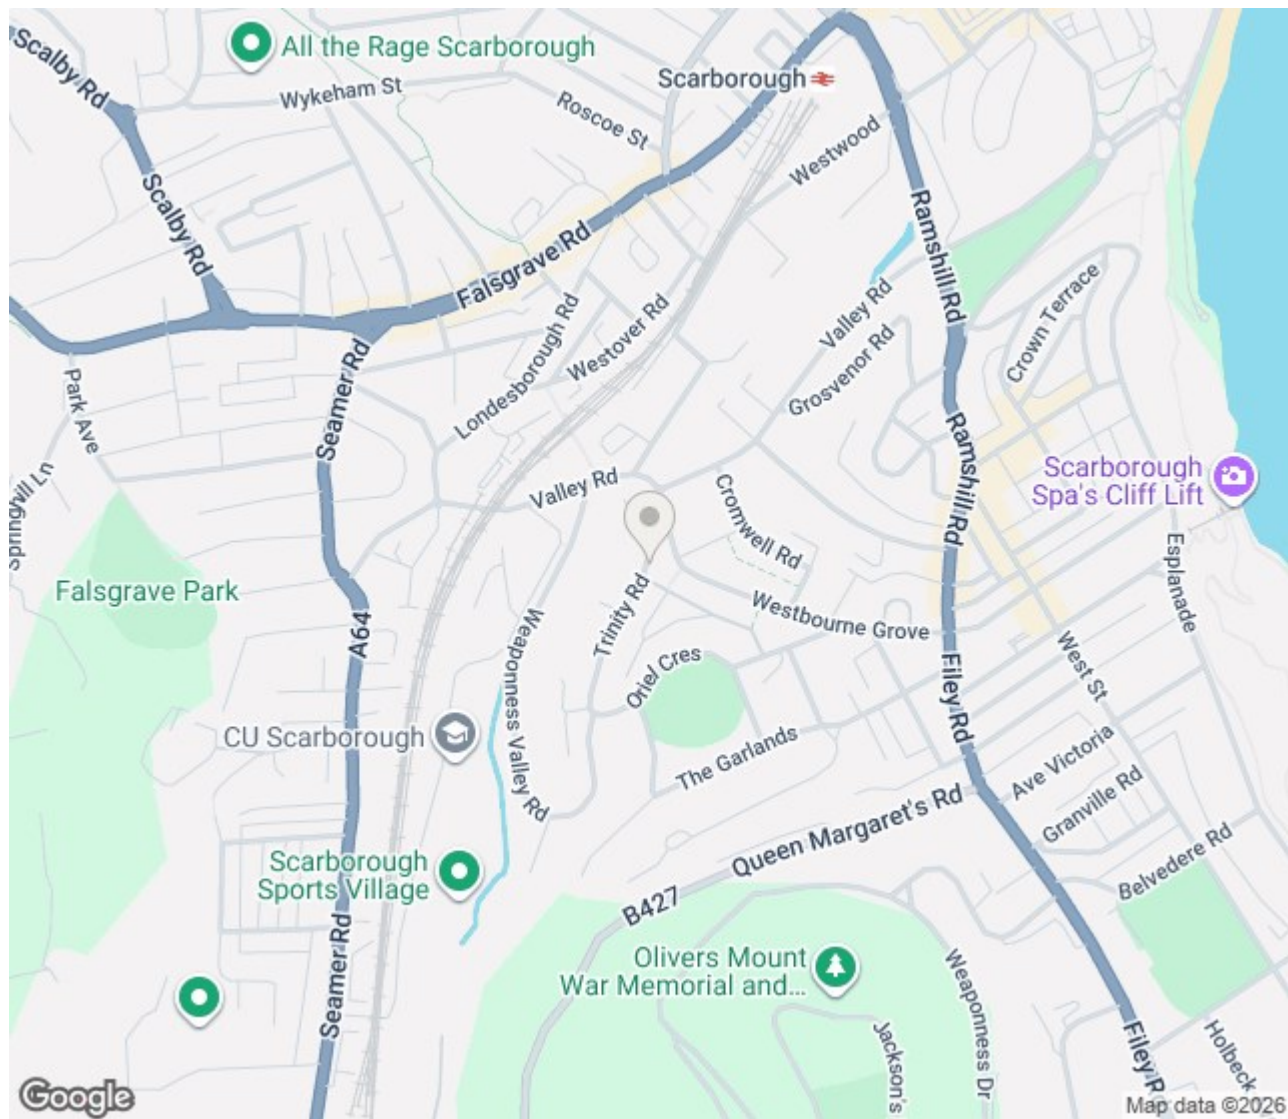 Scalby Rd
All the Rage Scarborough
Scarborough
Wykeham St
Roscoe St
Westwood
Scalby Rd
Ramshill Rd
Falsgrave Rd
Londesborough Rd
Westover Rd
Valley Rd
Grosvenor Rd
Crown Terrace
Park Ave
Seamer Rd
Ramshill Rd
Springhill Ln
Valley Rd
Cromwell Rd
Scarborough
Spa's Cliff Lift
Esplanade
Falsgrave Park
A64
Trinity Rd
Westbourne Grove
Weaponness Valley Rd
Oriel Cres
Filey Rd
West St
CU Scarborough
The Garlands
Ave Victoria
Granville Rd
Queen Margaret's Rd
Belvedere Rd
Scarborough
Sports Village
B427
Seamer Rd
Olivers Mount
War Memorial and...
Weaponness Dr
Jackson's
Filey R
Holbeck
Google
Map data ©2026